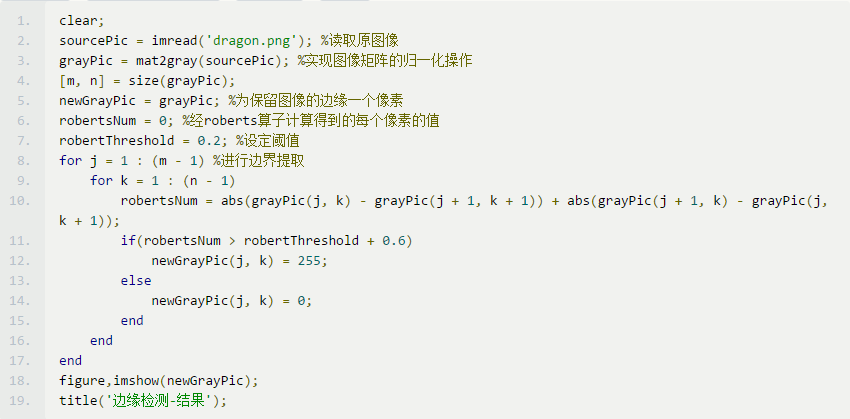 1. clear;
2. sourcePic = imread('dragon.png'); %读取原图像
3. grayPic = mat2gray(sourcePic); %实现图像矩阵的归一化操作
4. [m, n] = size(grayPic);
5. newGrayPic = grayPic; %为保留图像的边缘一个像素
6. robertsNum = 0; %经roberts算子计算得到的每个像素的值
7. robertThreshold = 0.2; %设定阈值
8. for j = 1 : (m - 1) %进行边界提取
9.     for k = 1 : (n - 1)
10.         robertsNum = abs(grayPic(j, k) - grayPic(j + 1, k + 1)) + abs(grayPic(j + 1, k) - grayPic(j,
k + 1));
11.         if(robertsNum > robertThreshold + 0.6)
12.             newGrayPic(j, k) = 255;
13.         else
14.             newGrayPic(j, k) = 0;
15.         end
16.     end
17. end
18. figure,imshow(newGrayPic);
19. title('边缘检测-结果');